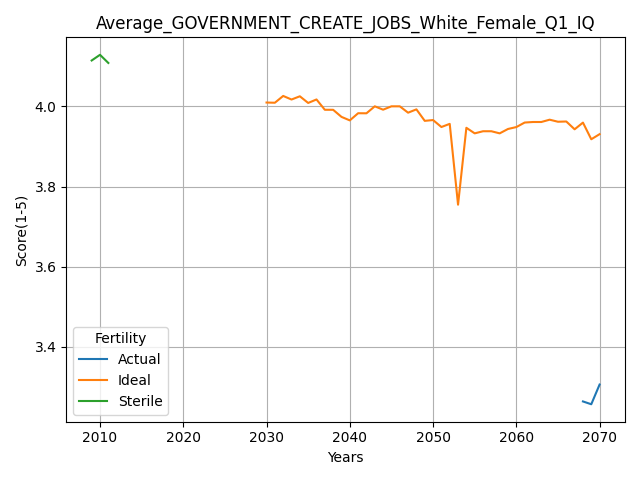 Average_GOVERNMENT_CREATE_JOBS_White_Female_Q1_IQ
Score(1-5)
4.0
3.8
3.6
3.4
Fertility
Actual
Ideal
Sterile
2010 2020 2030 2040 2050 2060 2070
Years